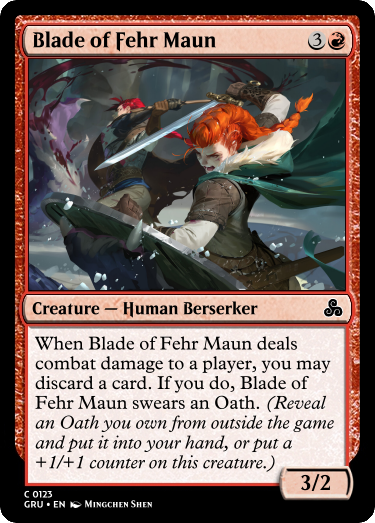 Blade of Fehr Maun 3
Creature — Human Berserker
When Blade of Fehr Maun deals
combat damage to a player, you may
discard a card. If you do, Blade of
Fehr Maun swears an Oath. (Reveal
an Oath you own from outside the game
and put it into your hand, or put a
+1/+1 counter on this creature.)
3/2
C 0123
GRU • EN Mingchen Shen